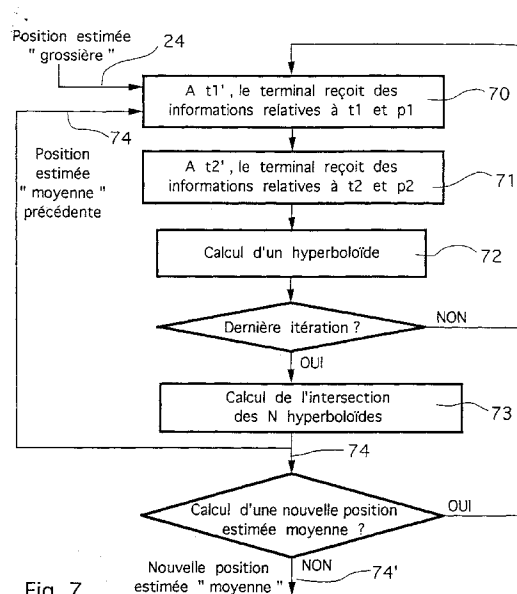 Position estimée
" grossière "
24
A t1', le terminal reçoit des
informations relatives à t1 et p1
70
74
Position
estimée
" moyenne "
précédente
A t2', le terminal reçoit des
informations relatives à t2 et p2
71
Calcul d'un hyperboloïde
72
Dernière itération ?
NON
OUI
Calcul de l'intersection
des N hyperboloïdes
73
74
Calcul d'une nouvelle position
estimée moyenne ?
OUI
NON
Nouvelle position
estimée " moyenne "
74'
Fig. 7